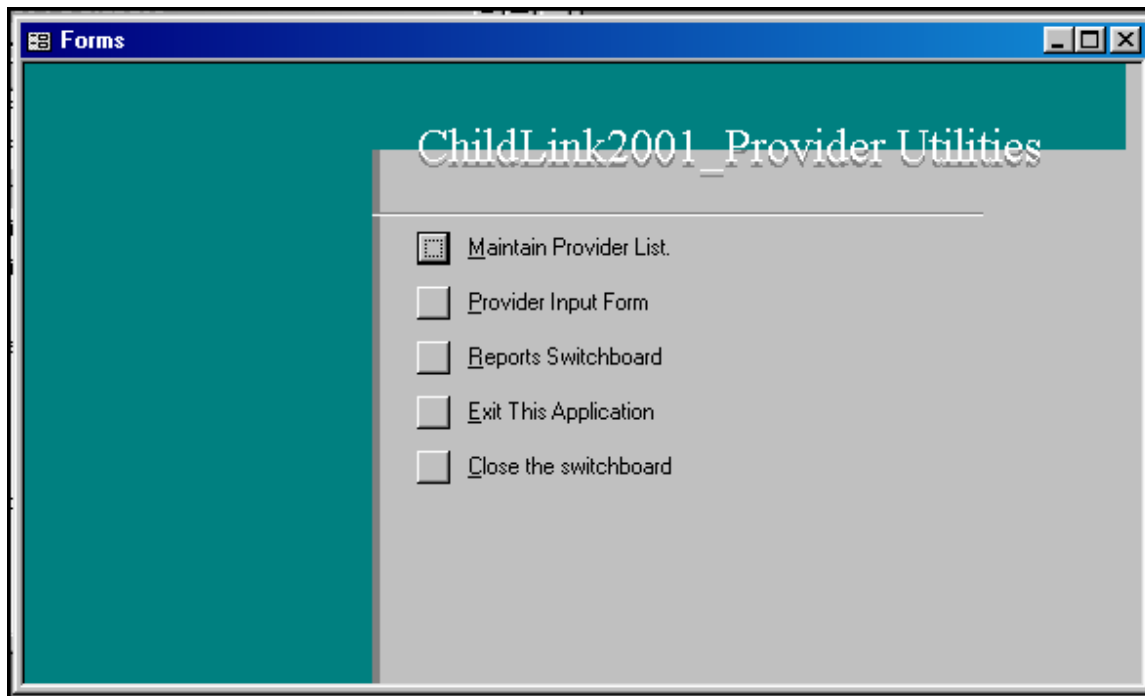 Forms
ChildLink2001_Provider Utilities
Maintain Provider List.
Provider Input Form
Reports Switchboard
Exit This Application
Close the switchboard